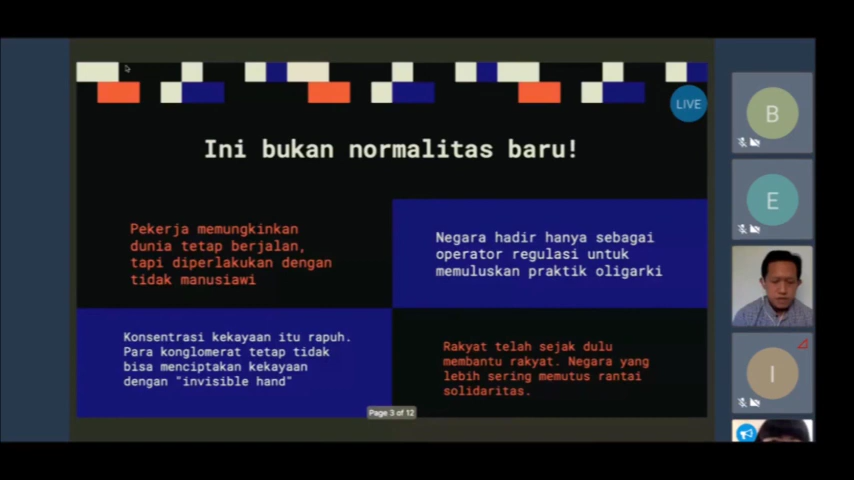 LIVE
Ini bukan normalitas baru!
Pekerja memungkinkan
dunia tetap berjalan,
tapi diperlakukan dengan
tidak manusiawi
Negara hadir hanya sebagai
operator regulasi untuk
memuluskan praktik oligarki
Konsentrasi kekayaan itu rapuh.
Para konglomerat tetap tidak
bisa menciptakan kekayaan
dengan "invisible hand"
Rakyat telah sejak dulu
membantu rakyat. Negara yang
lebih sering memutus rantai
solidaritas.
Page 3 of 12
B
E
I